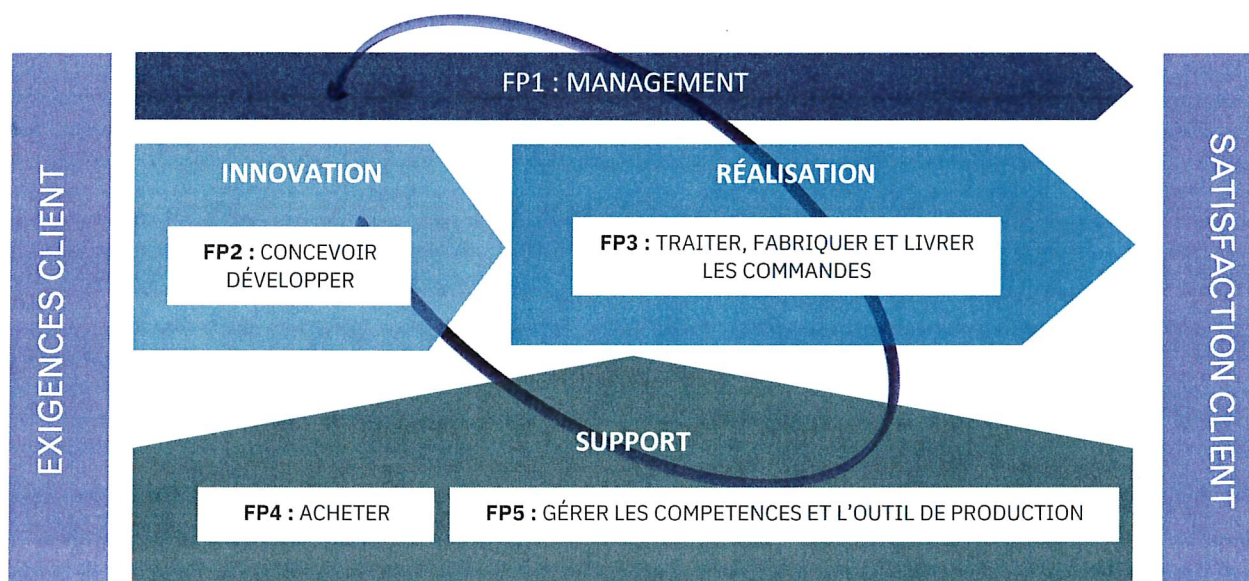 EXIGENCES CLIENT
FP1 : MANAGEMENT
INNOVATION
FP2 : CONCEVOIR
DÉVELOPPER
RÉALISATION
FP3 : TRAITER, FABRIQUER ET LIVRER
LES COMMANDES
SUPPORT
FP4 : ACHETER
FP5 : GÉRER LES COMPETENCES ET L'OUTIL DE PRODUCTION
SATISFACTION CLIENT